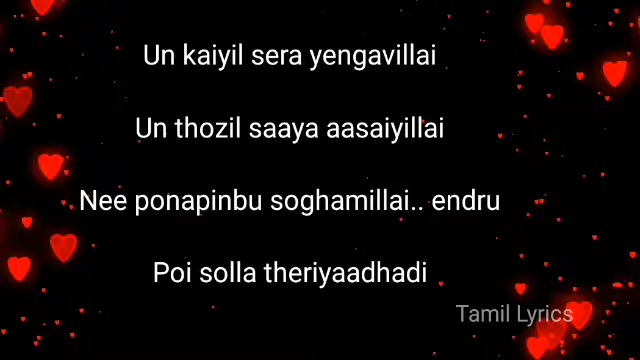 Un kaiyil sera yengavillai
Un thozil saaya aasaiyillai
Nee ponapinbu soghamillai.. endru
Poi solla theriyaadhadi
Tamil Lyrics